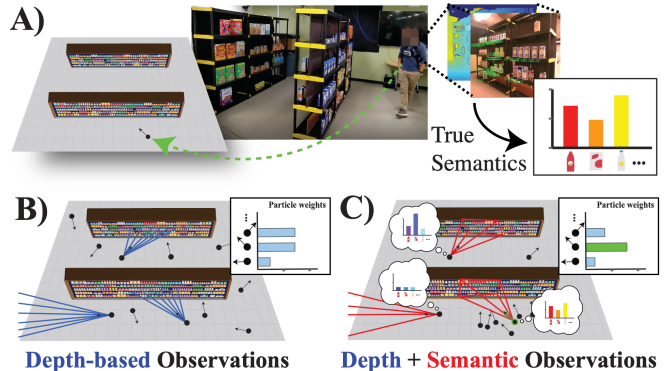 A)
True
Semantics
B)
Particle weights
C)
Particle weights
Depth-based Observations
Depth + Semantic Observations